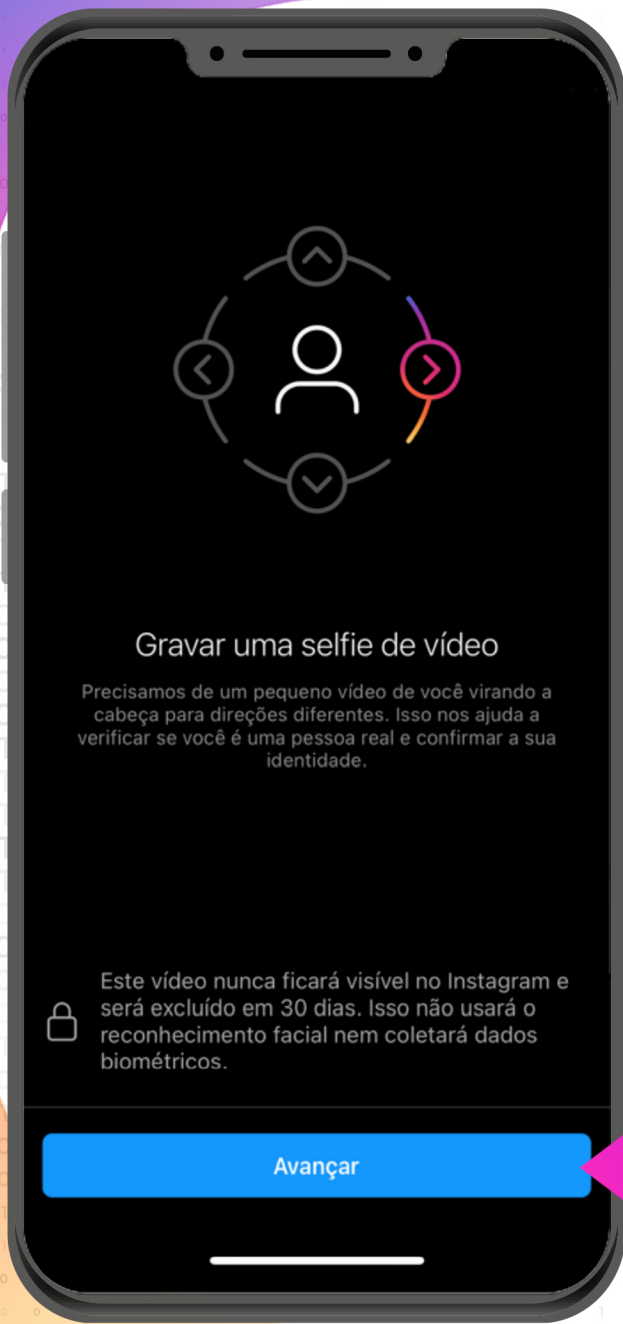 Gravar uma selfie de vídeo
Precisamos de um pequeno vídeo de você virando a
cabeça para direções diferentes. Isso nos ajuda a
verificar se você é uma pessoa real e confirmar a sua
identidade.
Este vídeo nunca ficará visível no Instagram e
será excluído em 30 dias. Isso não usará o
reconhecimento facial nem coletará dados
biométricos.
Avançar